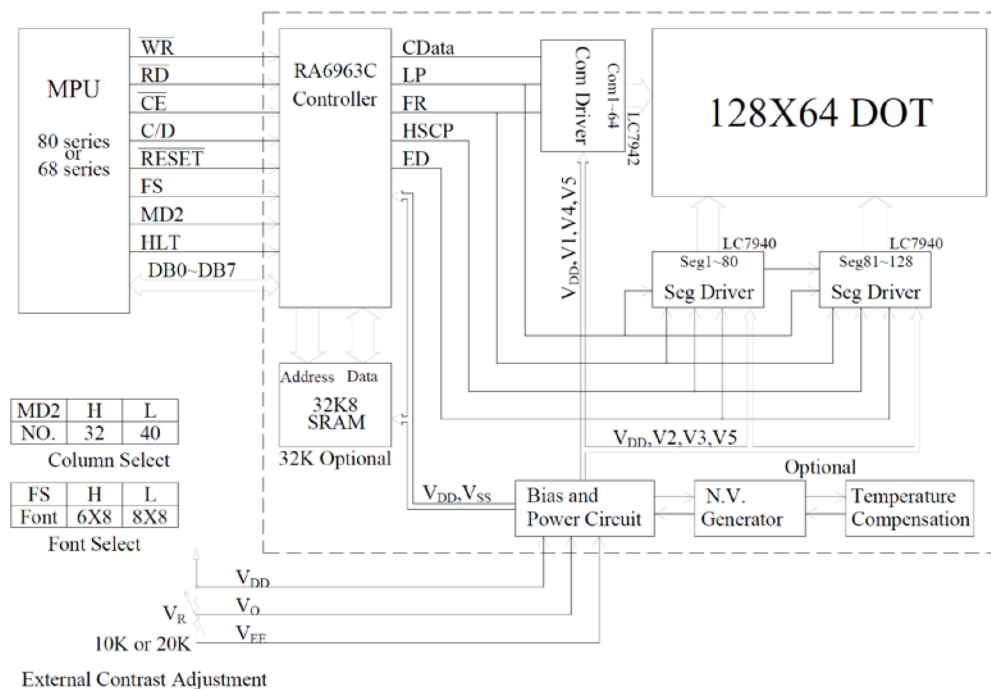 MPU
80 series
or
68 series
WR
RD
CE
C/D
RESET
FS
MD2
HLT
DB0~DB7
RA6963C
Controller
CData
LP
FR
HSCP
ED
Com Driver
Com1~64
LC7942
128X64 DOT
VDD,V1,V4,V5
LC7940
Seg1~80
Seg Driver
LC7940
Seg81~128
Seg Driver
Address Data
32K8
SRAM
32K Optional
MD2 H L
NO. 32 40
Column Select
FS H L
Font 6X8 8X8
Font Select
VDD,V2,V3,V5
Optional
VDD,VSS
Bias and
Power Circuit
N.V.
Generator
Temperature
Compensation
VDD
VR
VO
VEE
10K or 20K
External Contrast Adjustment